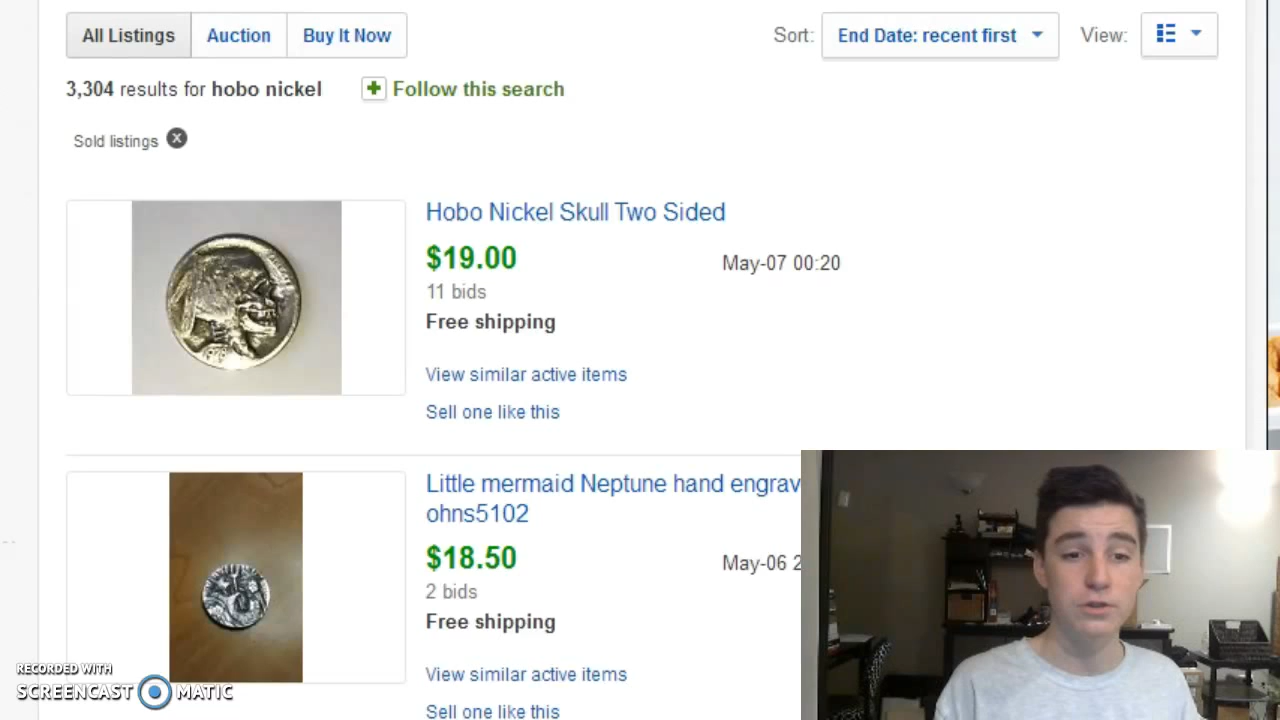 All Listings Auction Buy It Now Sort: End Date: recent first View:
3,304 results for hobo nickel Follow this search
Sold listings
Hobo Nickel Skull Two Sided
$19.00 May-07 00:20
11 bids
Free shipping
View similar active items
Sell one like this
Little mermaid Neptune hand engrav
ohns5102
$18.50 May-06 2
2 bids
Free shipping
View similar active items
Sell one like this
RECORDED WITH
SCREENCAST MATIC